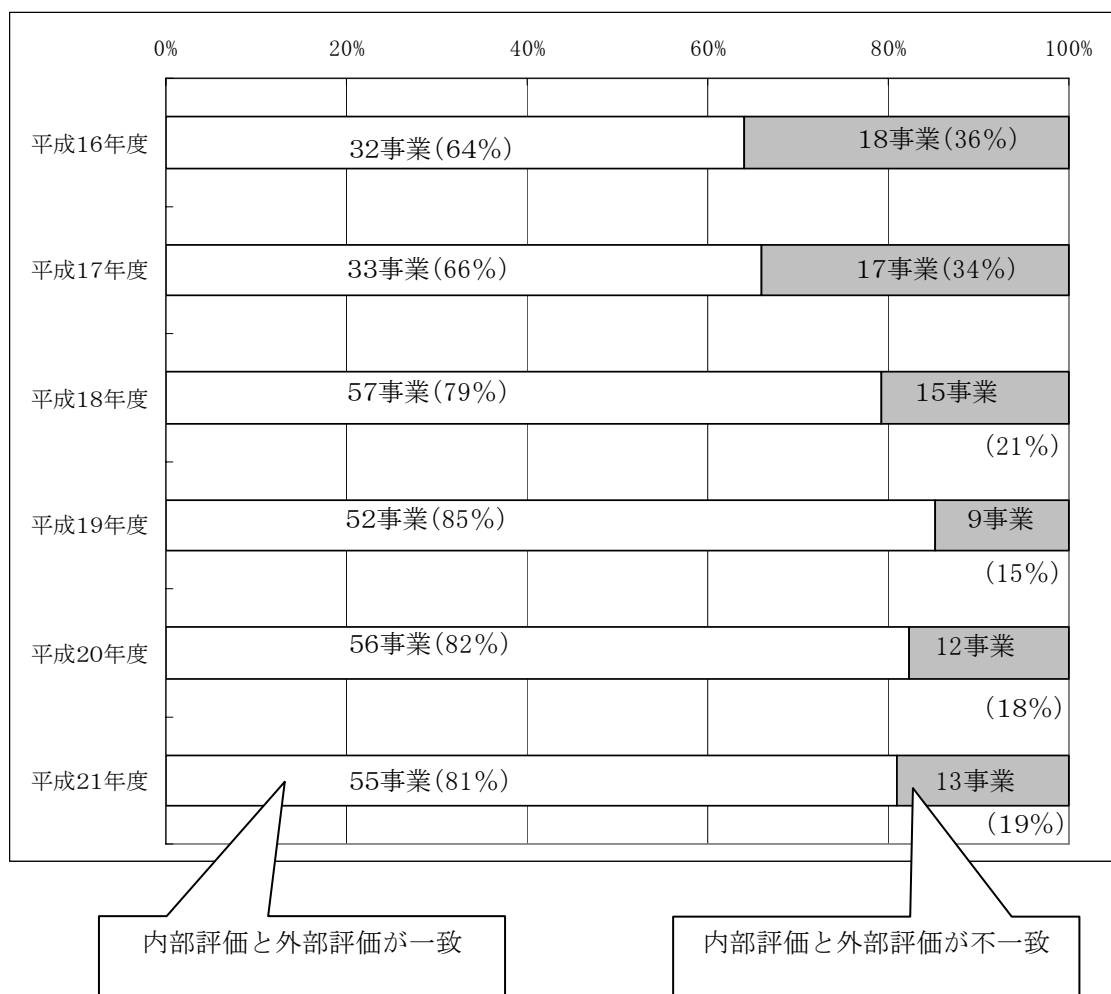 0% 20% 40% 60% 80% 100%
平成16年度 32事業(64%) 18事業(36%)
平成17年度 33事業(66%) 17事業(34%)
平成18年度 57事業(79%) 15事業
(21%)
平成19年度 52事業(85%) 9事業
(15%)
平成20年度 56事業(82%) 12事業
(18%)
平成21年度 55事業(81%) 13事業
(19%)
内部評価と外部評価が一致 内部評価と外部評価が不一致